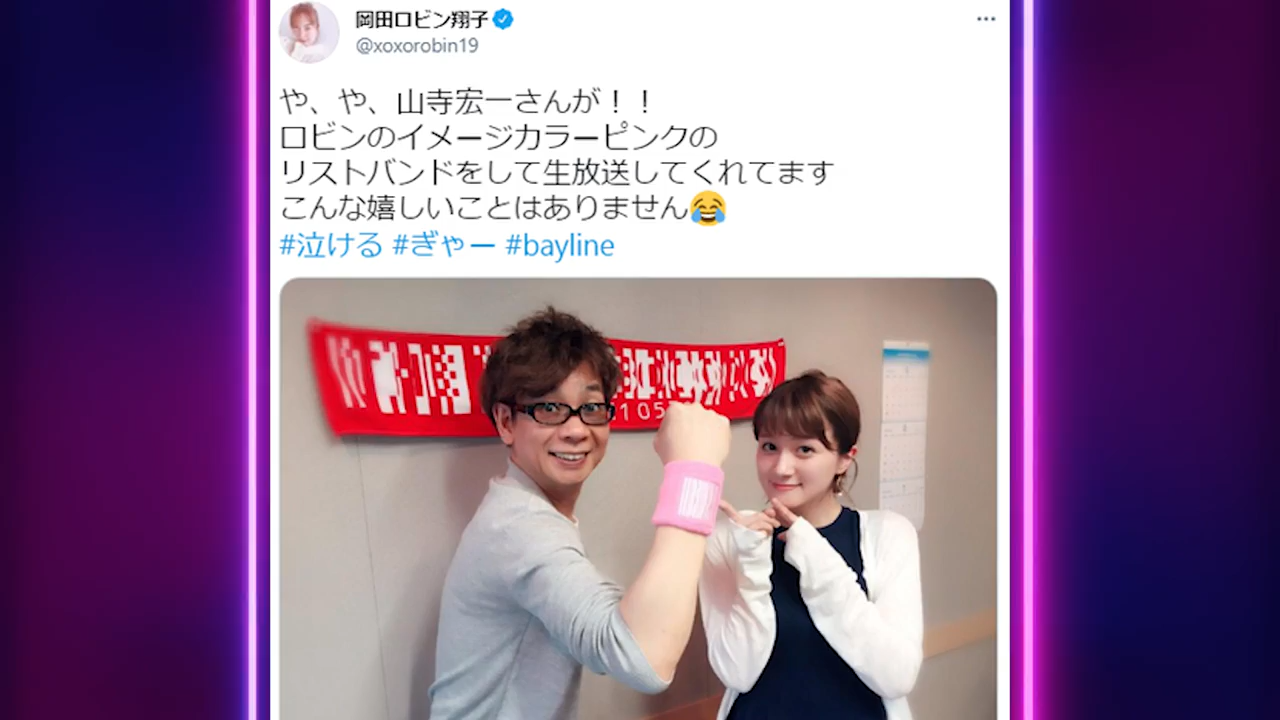 岡田ロビン翔子
@xoxorobin19
や、や、山寺宏一さんが！！
ロビンのイメージカラーピンクの
リストバンドをして生放送してくれてます
こんな嬉しいことはありません😂
#泣ける #ぎゃー #bayline